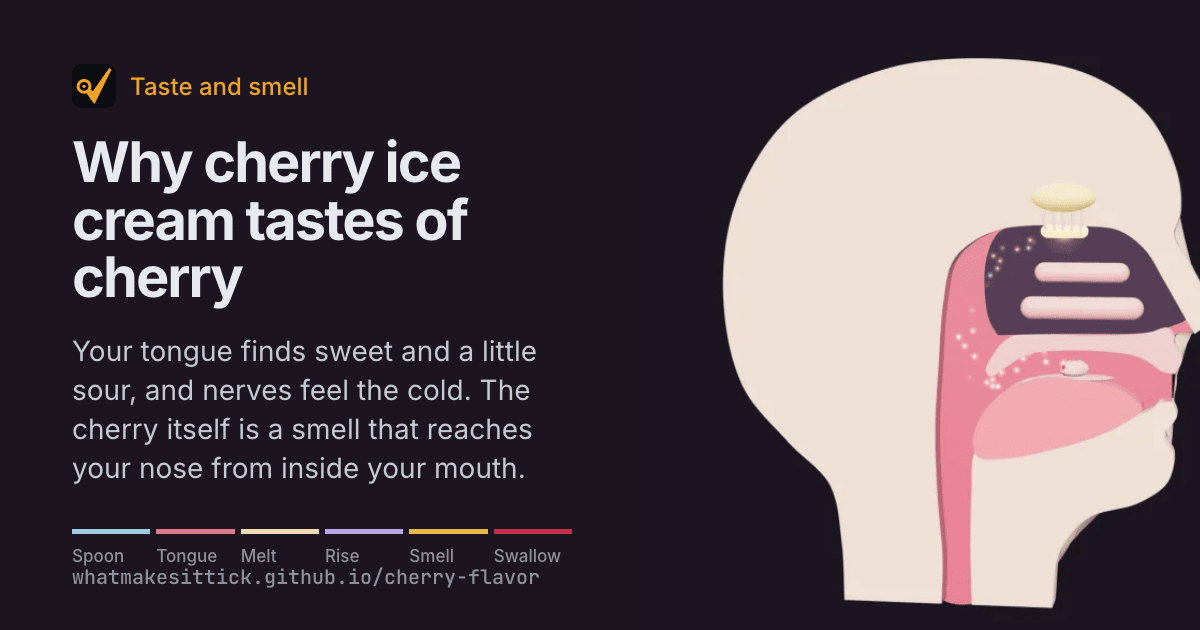 Taste and smell
Why cherry ice
cream tastes of
cherry
Your tongue finds sweet and a little
sour, and nerves feel the cold. The
cherry itself is a smell that reaches
your nose from inside your mouth.
Spoon Tongue Melt Rise Smell Swallow
whatmakesittick.github.io/cherry-flavor